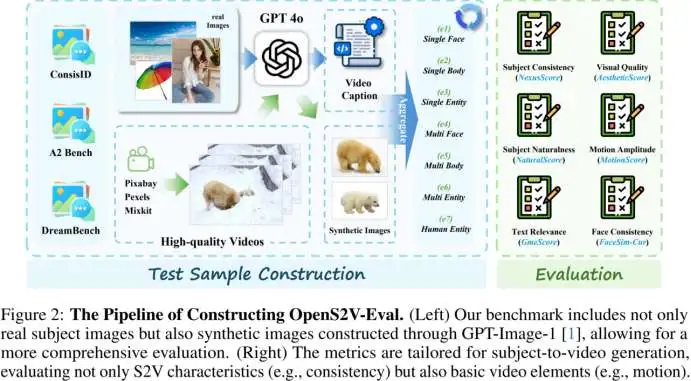 ConsisID
A2 Bench
DreamBench
real
Images
GPT 4o
Video
Caption
Pixabay
Pexels
Mixkit
High-quality Videos
Synthetic Images
Aggregate
(e1)
Single Face
(e2)
Single Body
(e3)
Single Entity
(e4)
Multi Face
(e5)
Multi Body
(e6)
Multi Entity
(e7)
Human Entity
Test Sample Construction
Subject Consistency
(NexusScore)
Visual Quality
(AestheticScore)
Subject Naturalness
(NaturalScore)
Motion Amplitude
(MotionScore)
Text Relevance
(GmeScore)
Face Consistency
(FaceSim-Cur)
Evaluation
Figure 2: The Pipeline of Constructing OpenS2V-Eval. (Left) Our benchmark includes not only
real subject images but also synthetic images constructed through GPT-Image-1 [1], allowing for a
more comprehensive evaluation. (Right) The metrics are tailored for subject-to-video generation,
evaluating not only S2V characteristics (e.g., consistency) but also basic video elements (e.g., motion).